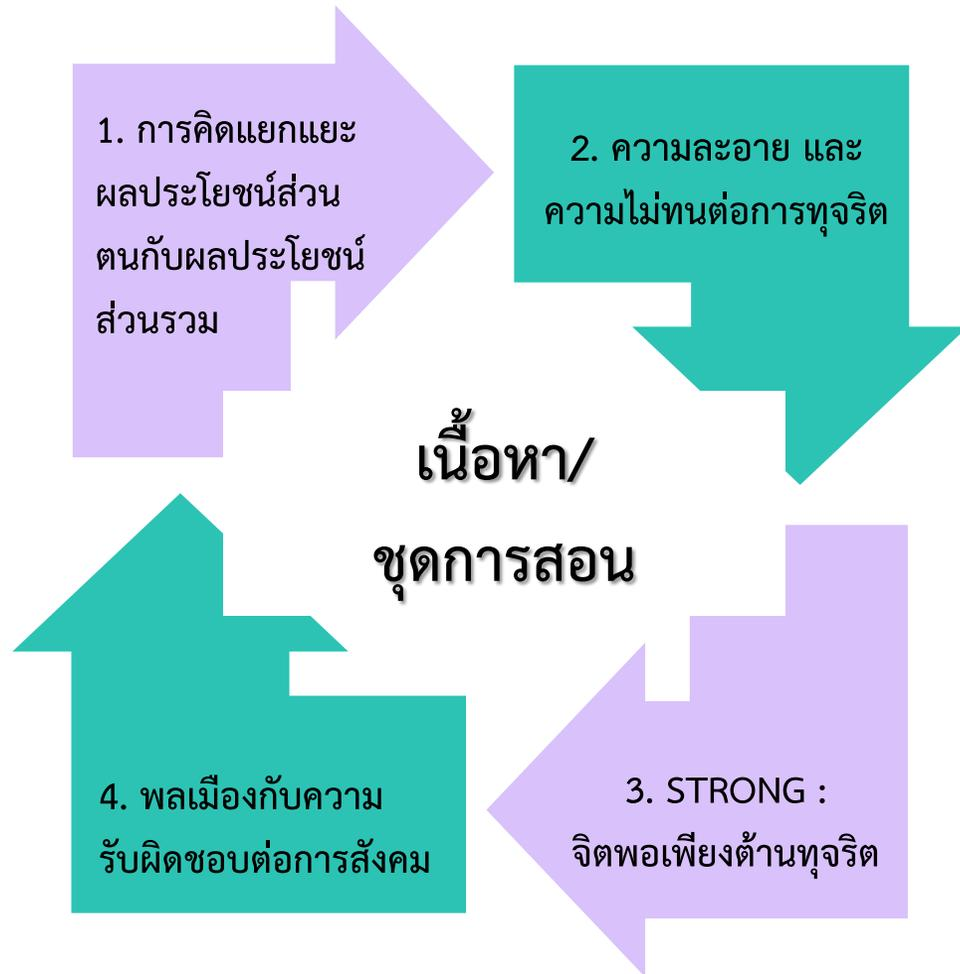 1. การคิดแยกแยะ
ผลประโยชน์ส่วน
ตนกับผลประโยชน์
ส่วนรวม
2. ความละอาย และ
ความไม่ทนต่อการทุจริต
เนื้อหา/
ชุดการสอน
3. STRONG :
จิตพอเพียงต้านทุจริต
4. พลเมืองกับความ
รับผิดชอบต่อการสังคม